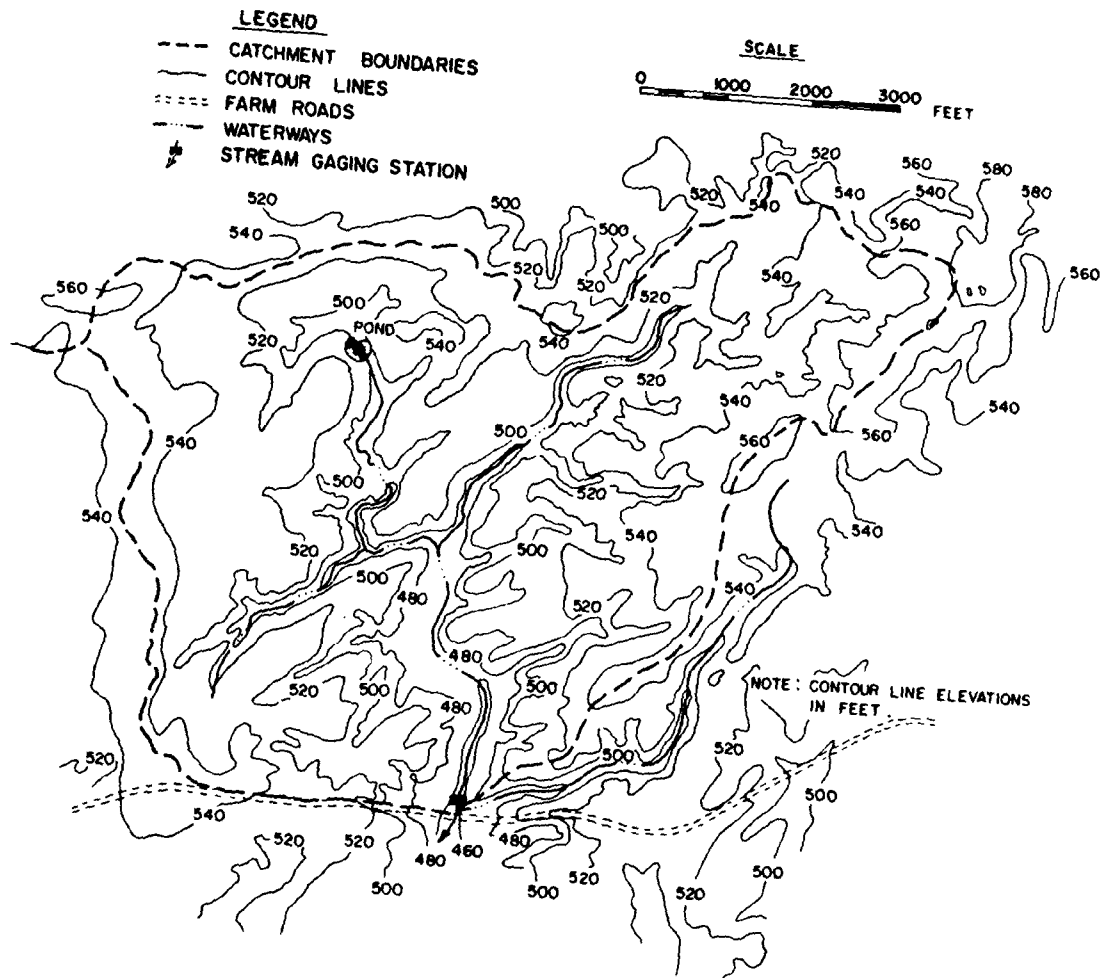 LEGEND
CATCHMENT BOUNDARIES
CONTOUR LINES
FARM ROADS
WATERWAYS
STREAM GAGING STATION
SCALE
0 1000 2000 3000 FEET
520 500 520 540 520 560 580
540 500 540 540 580
560 520 560 560
520 540 520
560 500 520
520 POND 540 540 520
540 540 540
540 500 560 560
500 520
540 520 500 540 540
500 480 520 540
480
520 500 500 480
NOTE: CONTOUR LINE ELEVATIONS
IN FEET
520 500 520
540 520 480 460 480 500
520 500 500 520 520 500